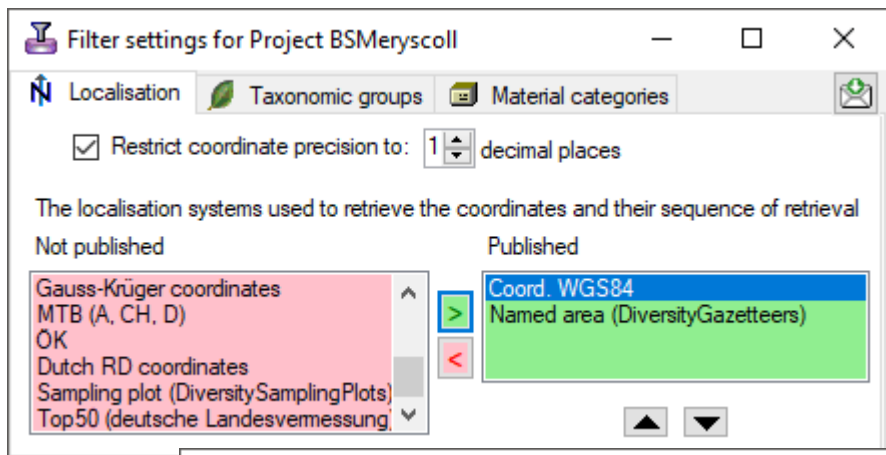 Filter settings for Project BSMeryscoll
Localisation Taxonomic groups Material categories
Restrict coordinate precision to: 1 decimal places
The localisation systems used to retrieve the coordinates and their sequence of retrieval
Not published Published
Gauss-Krüger coordinates
MTB (A, CH, D)
ÖK
Dutch RD coordinates
Sampling plot (DiversitySamplingPlots)
Top50 (deutsche Landesvermessung)
>
<
Coord. WGS84
Named area (DiversityGazetteers)